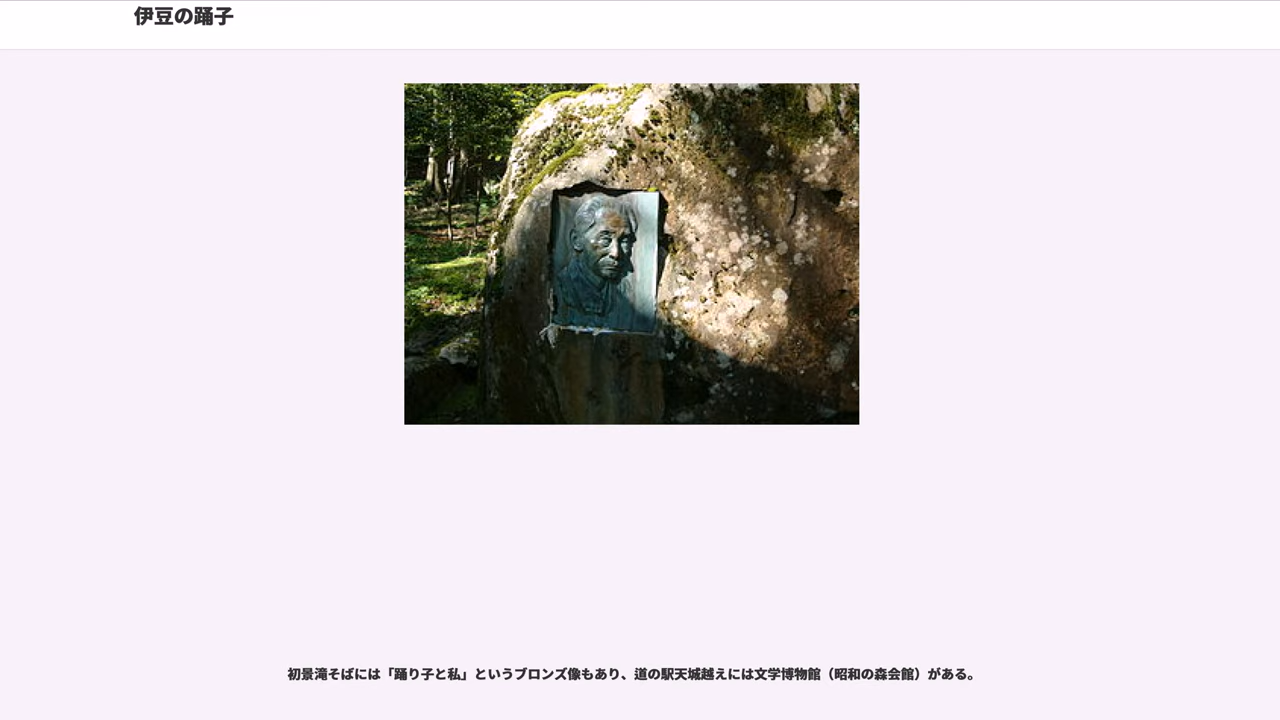 伊豆の踊子
初景滝そばには「踊り子と私」というブロンズ像もあり、道の駅天城越えには文学博物館（昭和の森会館）がある。